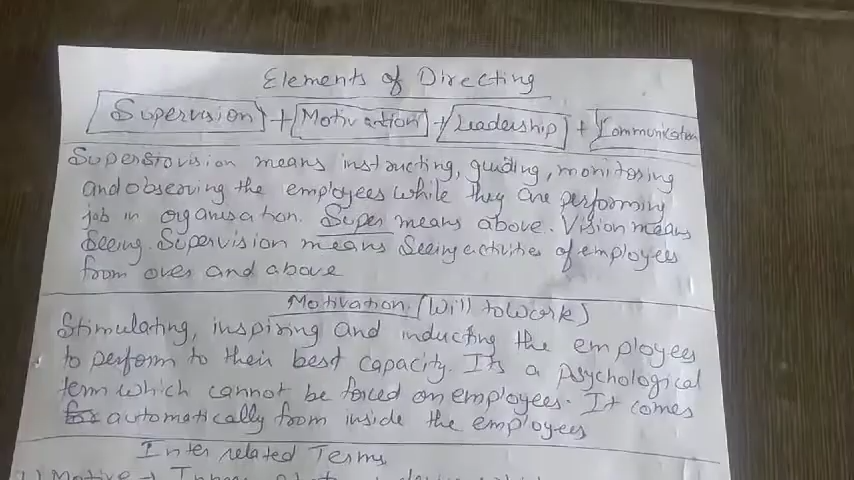 Elements of Directing
Supervision + Motivation + Leadership + Communication
Superstovision means instructing, guiding, monitoring
and observing the employees while they are performing
job in organisation. Super means above. Vision means
Seeing. Supervision means Seeing activities of employees
from over and above
Motivation (Will to Work)
Stimulating, inspiring and inducting the employees
to perform to their best capacity. Its a Psychological
term which cannot be forced on employees. It comes
automatically from inside the employees
Inter related Terms
1) Motive →